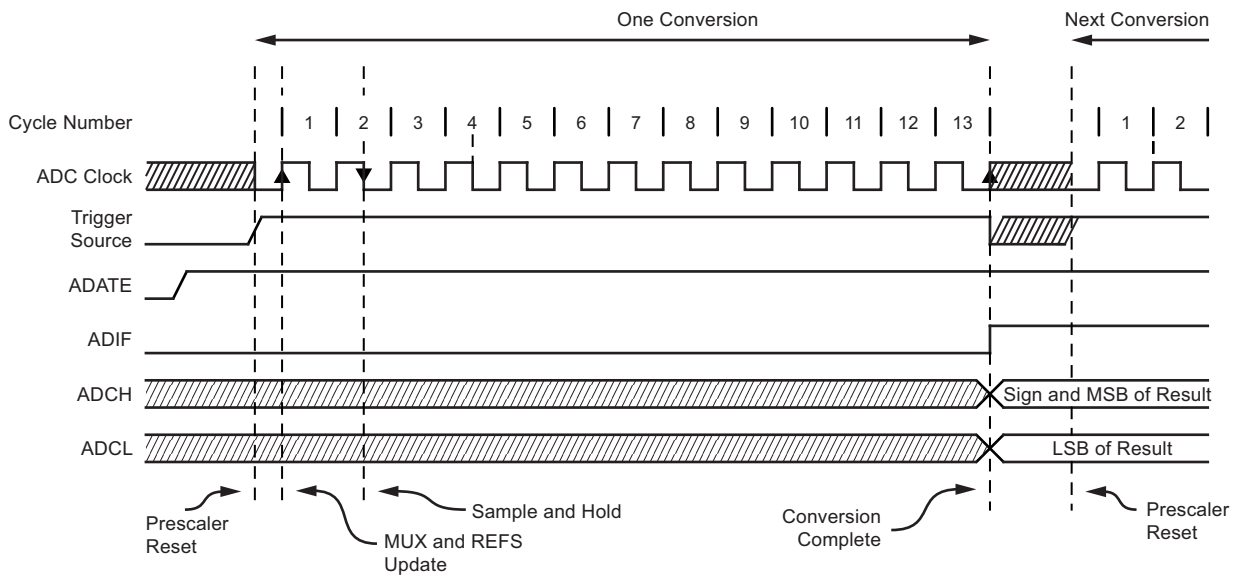 One Conversion
Next Conversion
Cycle Number
1 2 3 4 5 6 7 8 9 10 11 12 13 1 2
ADC Clock
Trigger
Source
ADATE
ADIF
ADCH
Sign and MSB of Result
ADCL
LSB of Result
Prescaler
Reset
MUX and REFS
Update
Sample and Hold
Conversion
Complete
Prescaler
Reset